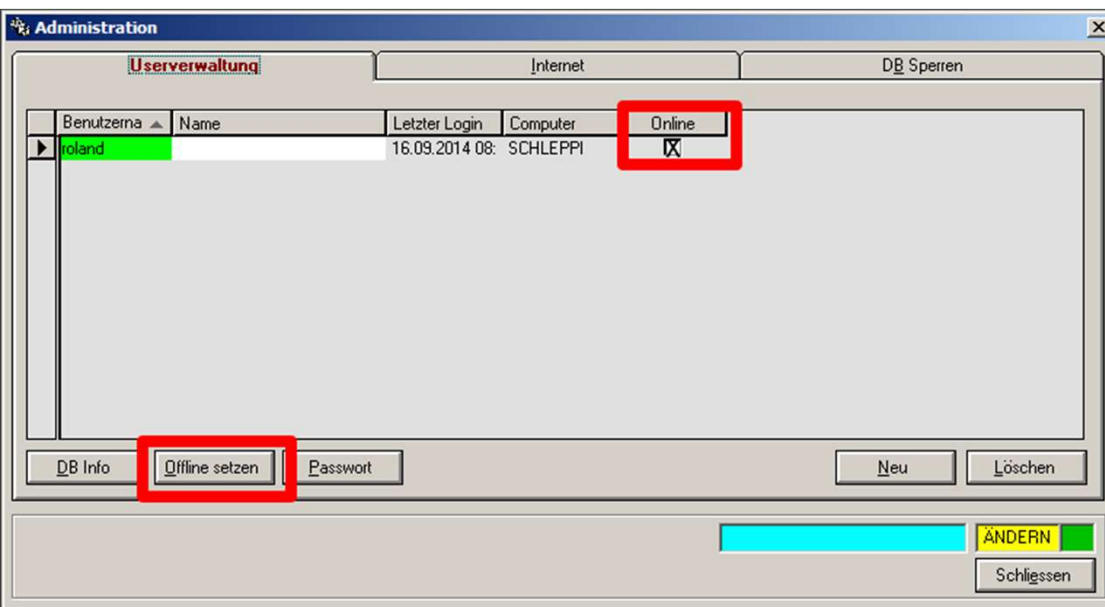 Administration
Userverwaltung Internet DB Sperren
Benutzerna Name Letzter Login Computer Online
roland 16.09.2014 08: SCHLEPPI
DB Info Offline setzen Passwort Neu Löschen
ÄNDERN
Schliessen